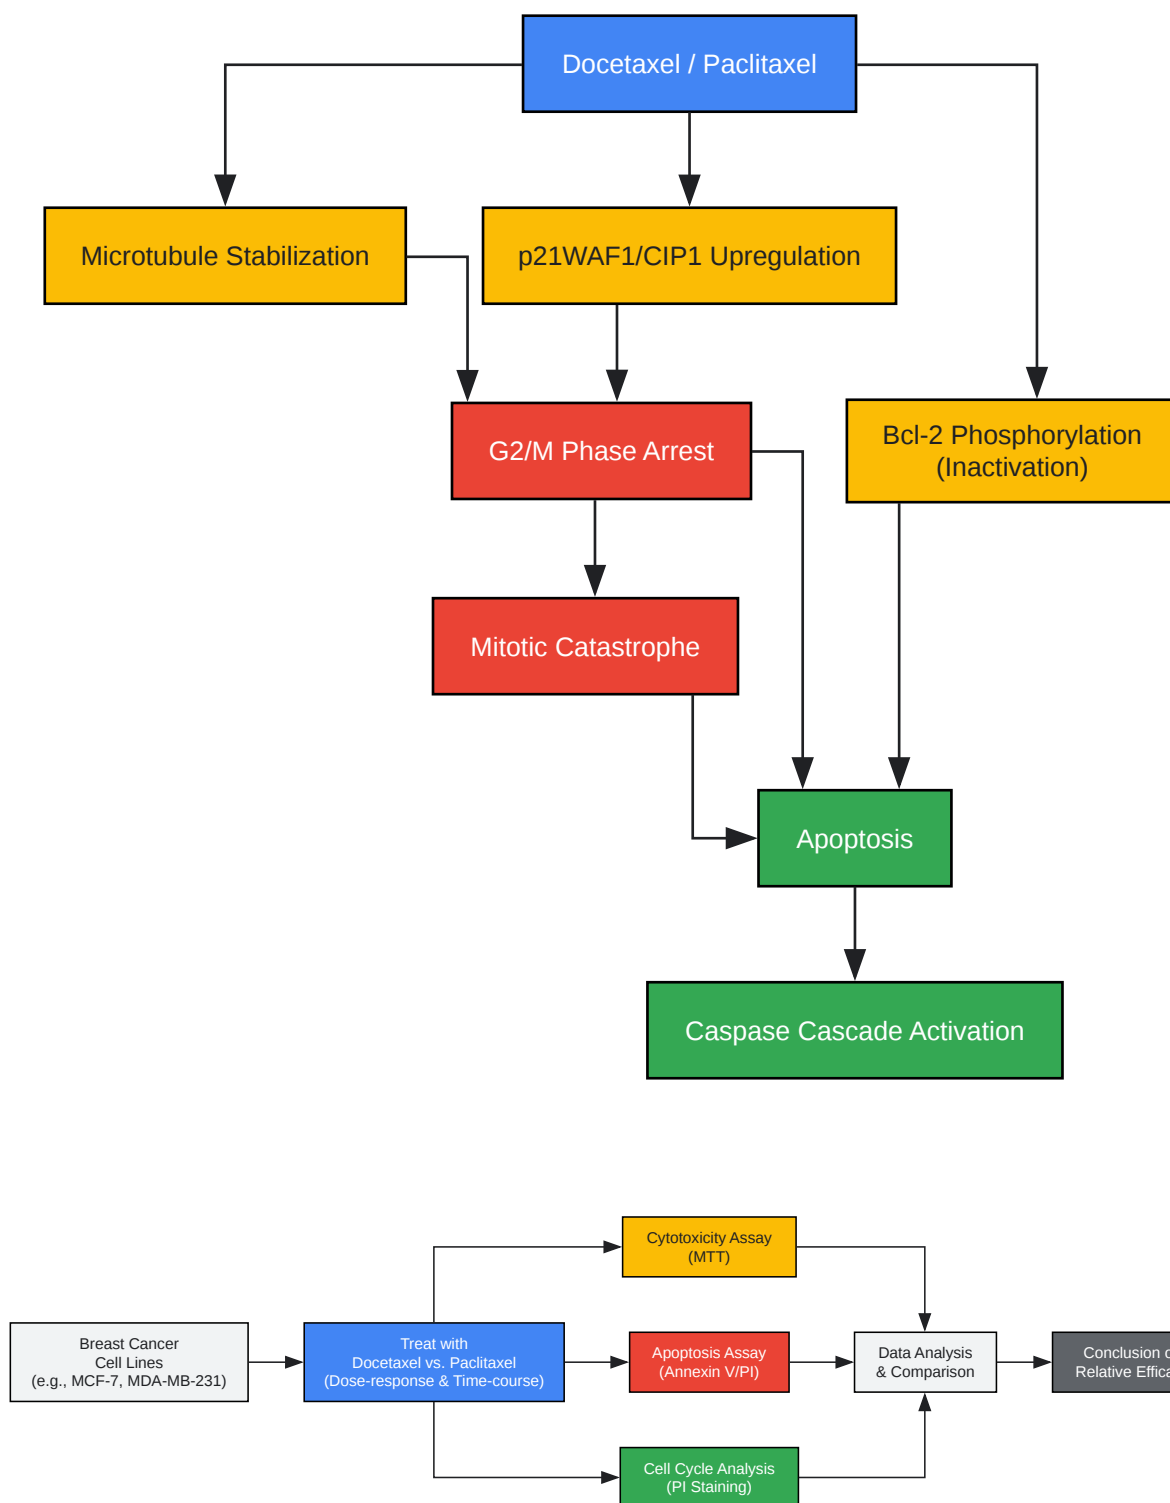 Docetaxel / Paclitaxel
Microtubule Stabilization
p21WAF1/CIP1 Upregulation
G2/M Phase Arrest
Bcl-2 Phosphorylation
(Inactivation)
Mitotic Catastrophe
Apoptosis
Caspase Cascade Activation
Cytotoxicity Assay
(MTT)
Breast Cancer
Cell Lines
(e.g., MCF-7, MDA-MB-231)
Treat with
Docetaxel vs. Paclitaxel
(Dose-response & Time-course)
Apoptosis Assay
(Annexin V/PI)
Data Analysis
& Comparison
Conclusion
Relative
Cell Cycle Analysis
(PI Staining)